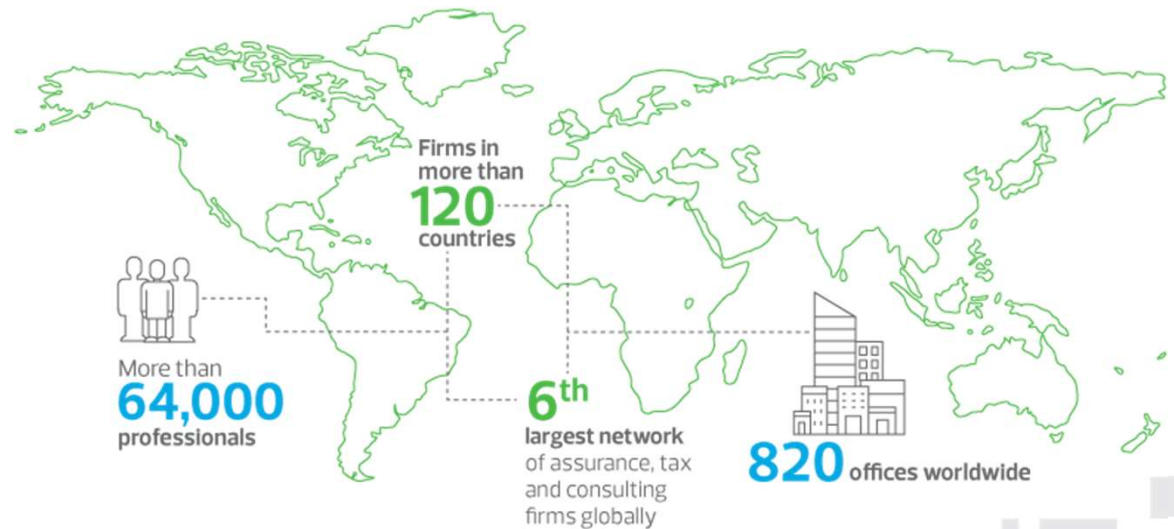 Firms in
more than
120
countries
More than
64,000
professionals
6th
largest network
of assurance, tax
and consulting
firms globally
820 offices worldwide